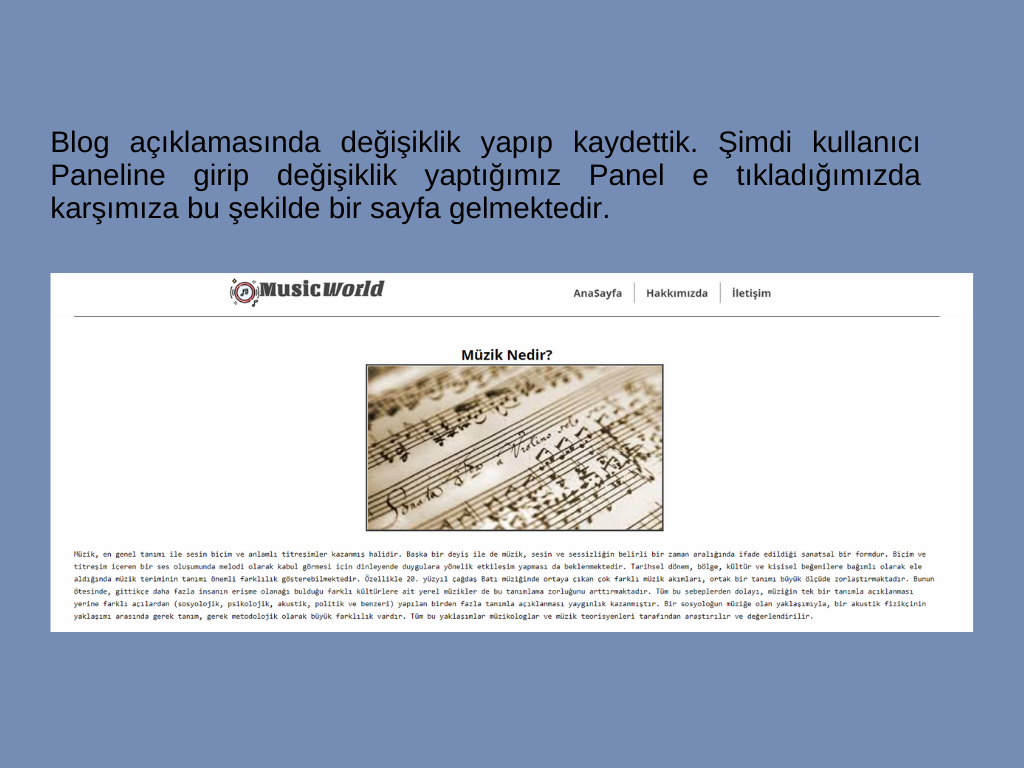 Blog açıklamasında değişiklik yapıp kaydettik. Şimdi kullanıcı
Paneline girip değişiklik yaptığımız Panel e tıkladığımızda
karşımıza bu şekilde bir sayfa gelmektedir.
MusicWorld
AnaSayfa
Hakkımızda
İletişim
Müzik Nedir?
Sonata
a Violino solo
Müzik, en genel tanımı ile sesin biçim ve anlamlı titreşimler kazanmış halidir. Başka bir deyiş ile de müzik, sesin ve sessizliğin belirli bir zaman aralığında ifade edildiği sanatsal bir formdur. Biçim ve
titreşim içeren bir ses oluşumunda melodi olarak kabul görmesi için dinleyende duygulara yönelik etkileşim yapması da beklenmektedir. Tarihsel dönem, bölge, kültür ve kişisel beğenilere bağımlı olarak ele
aldığında müzik teriminin tanımı önemli farklılık gösterebilmektedir. Özellikle 20. yüzyıl çağdaş Batı müziğinde ortaya çıkan çok farklı müzik akımları, ortak bir tanımı büyük ölçüde zorlaştırmaktadır. Bunun
ötesinde, gittikçe daha fazla insanın erişme olanağı bulduğu farklı kültürlere ait yerel müzikler de bu tanımlama zorluğunu arttırmaktadır. Tüm bu sebeplerden dolayı, müziğin tek bir tanımla açıklanması
yerine farklı açılardan (sosyolojik, psikolojik, akustik, politik ve benzeri) yapılan birden fazla tanımla açıklanması yaygınlık kazanmıştır. Bir sosyoloğun müziğe olan yaklaşımıyla, bir akustik fizikçinin
yaklaşımı arasında gerek tanım, gerek metodolojik olarak büyük farklılık vardır. Tüm bu yaklaşımlar müzikologlar ve müzik teorisyenleri tarafından araştırılır ve değerlendirilir.